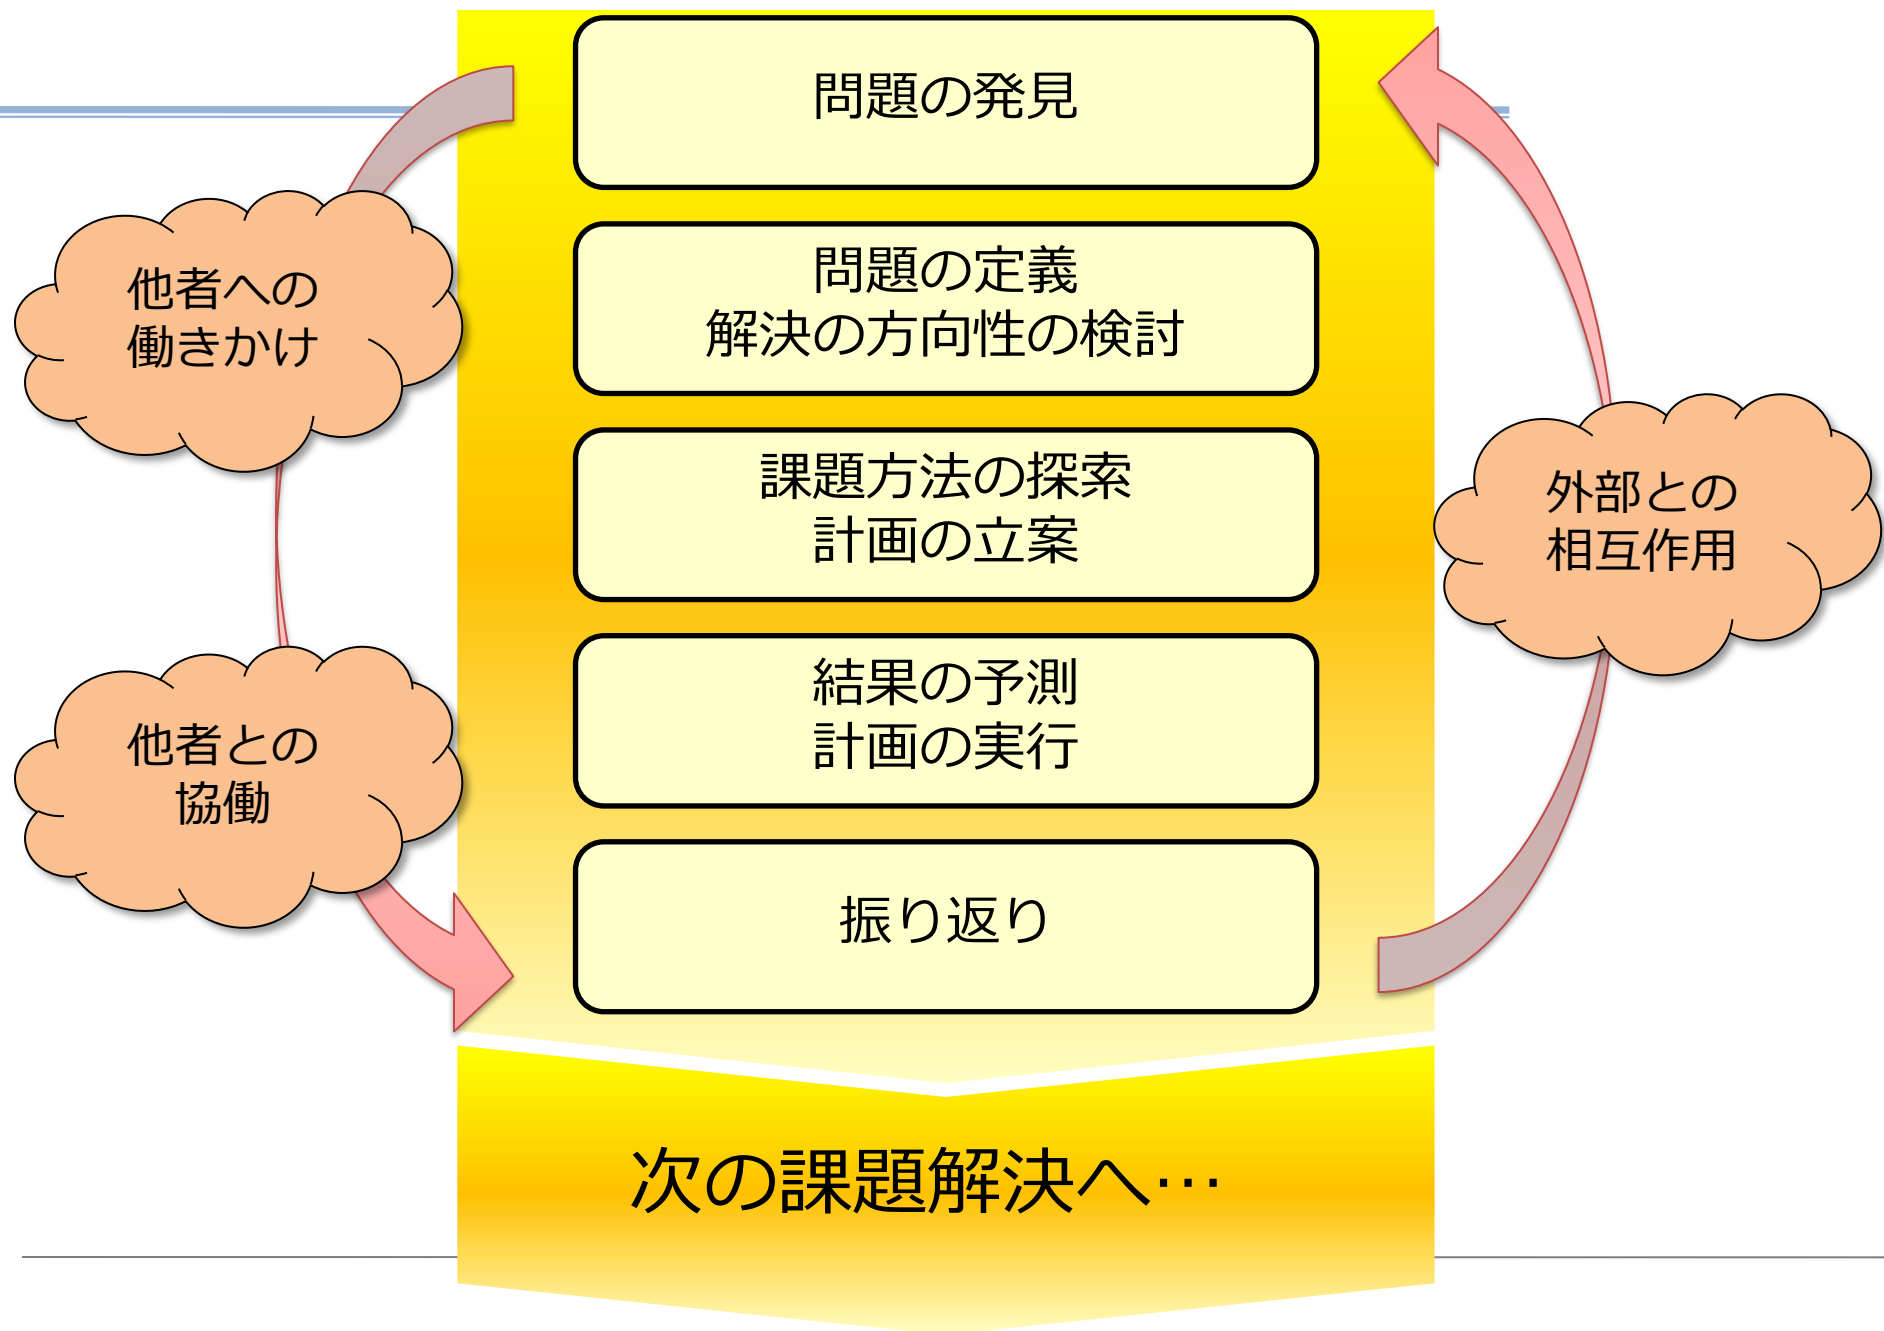 問題の発見
問題の定義
解決の方向性の検討
課題方法の探索
計画の立案
結果の予測
計画の実行
振り返り
他者への
働きかけ
他者との
協働
外部との
相互作用
次の課題解決へ…